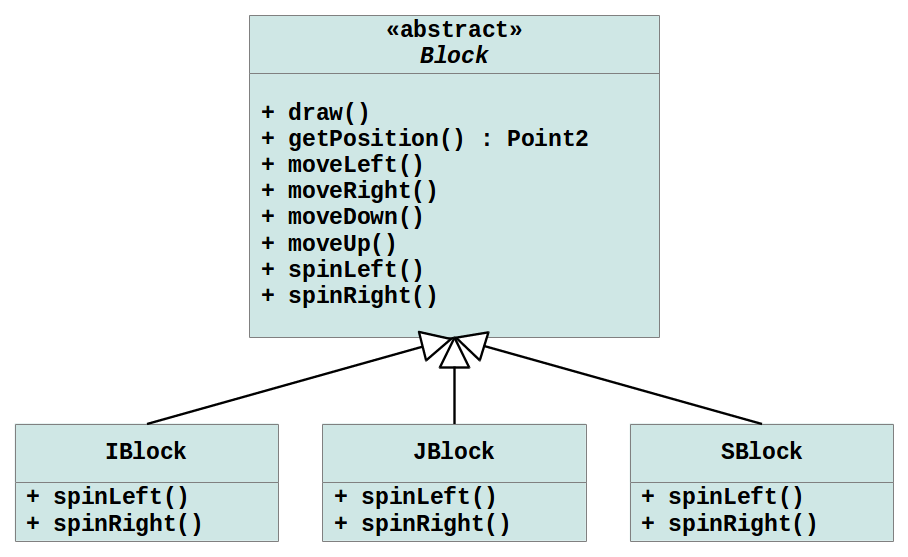 «abstract»
Block
+ draw()
+ getPosition() : Point2
+ moveLeft()
+ moveRight()
+ moveDown()
+ moveUp()
+ spinLeft()
+ spinRight()
IBlock
+ spinLeft()
+ spinRight()
JBlock
+ spinLeft()
+ spinRight()
SBlock
+ spinLeft()
+ spinRight()